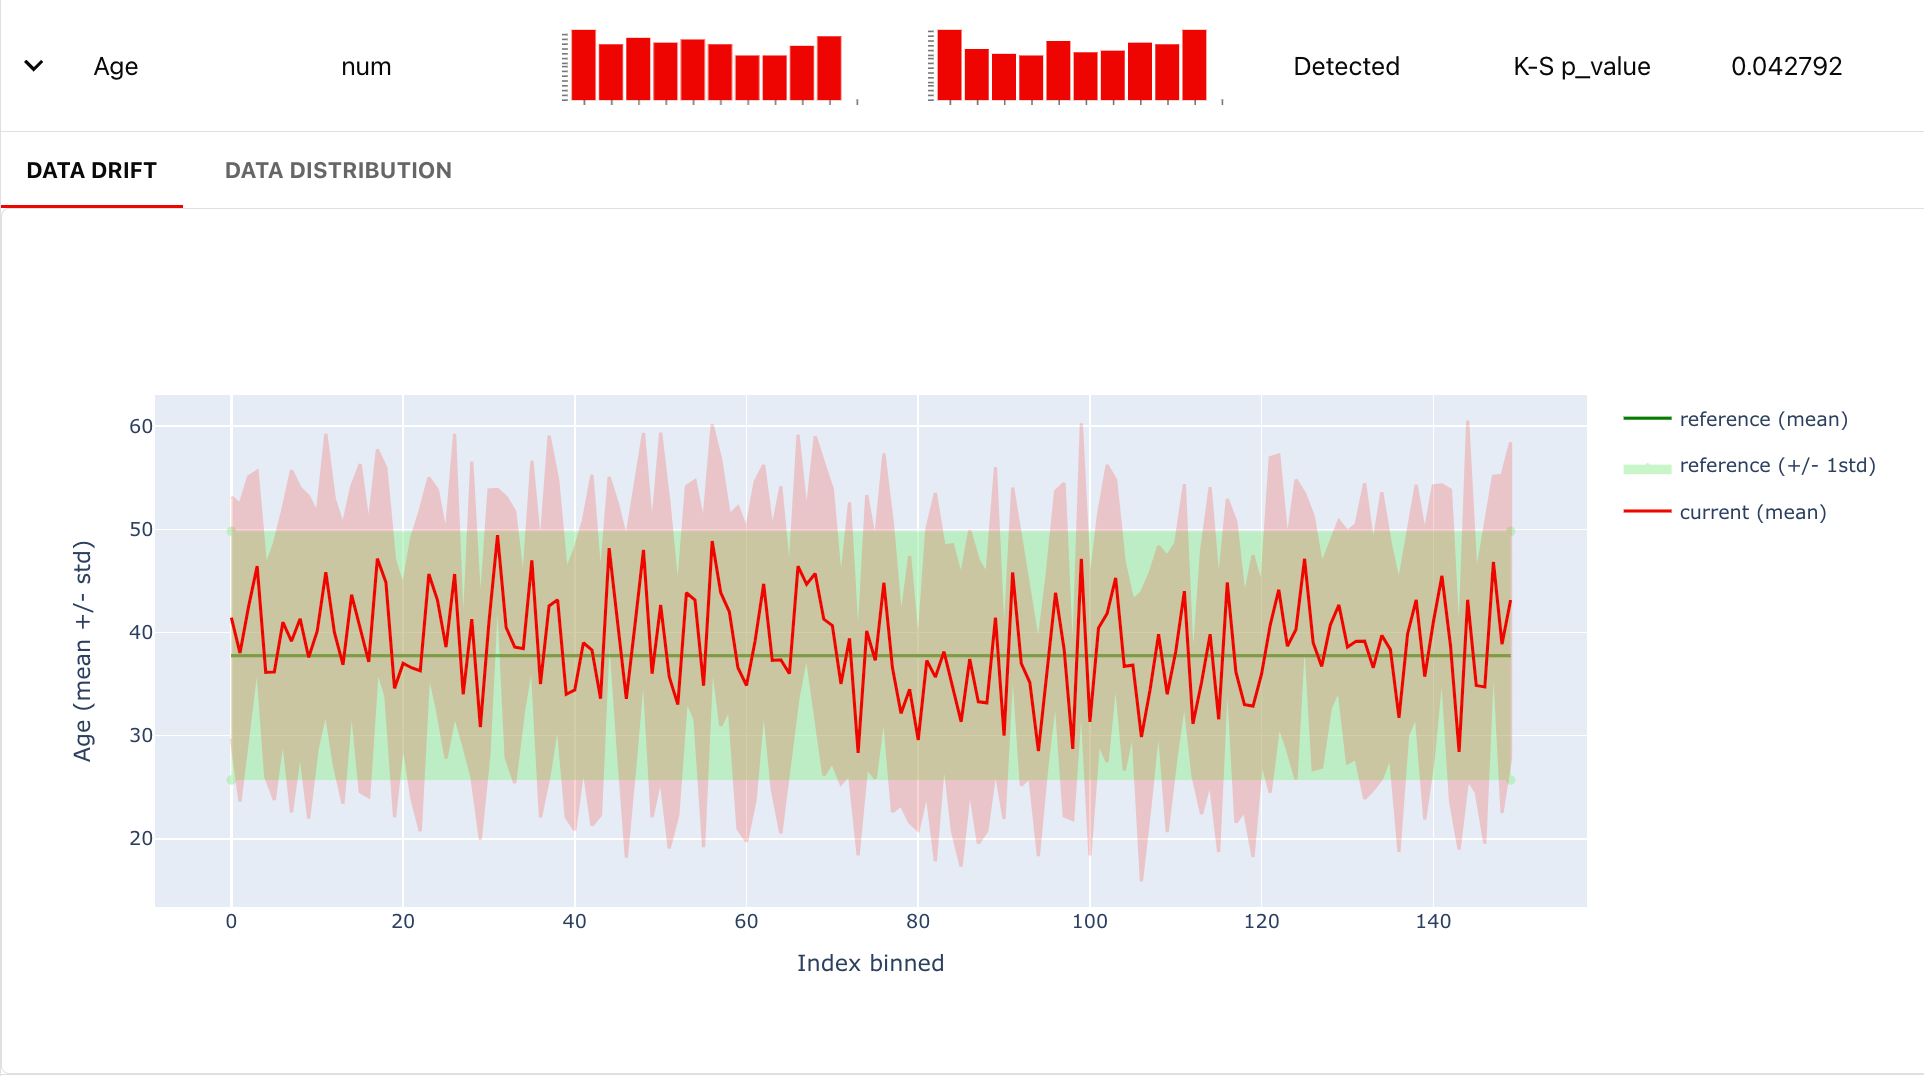 Age num Detected K-S p_value 0.042792
DATA DRIFT DATA DISTRIBUTION
reference (mean)
reference (+/- 1std)
current (mean)
Age (mean +/- std)
60
50
40
30
20
0 20 40 60 80 100 120 140
Index binned